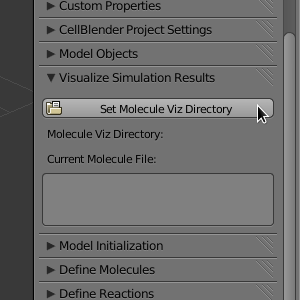 Custom Properties
CellBlender Project Settings
Model Objects
Visualize Simulation Results
Set Molecule Viz Directory
Molecule Viz Directory:
Current Molecule File:
Model Initialization
Define Molecules
Define Reactions